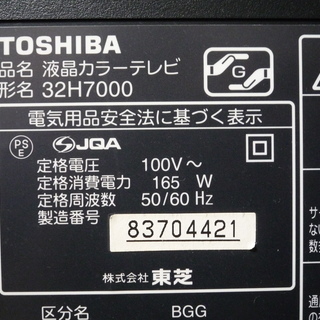 TOSHIBA
品名 液晶カラーテレビ
形名 32H7000
G
電気用品安全法に基づく表示
PS
E
JQA
定格電圧 100V～
定格消費電力 165 W
定格周波数 50/60 Hz
製造番号 83704421
株式会社 東芝
区分名 BGG